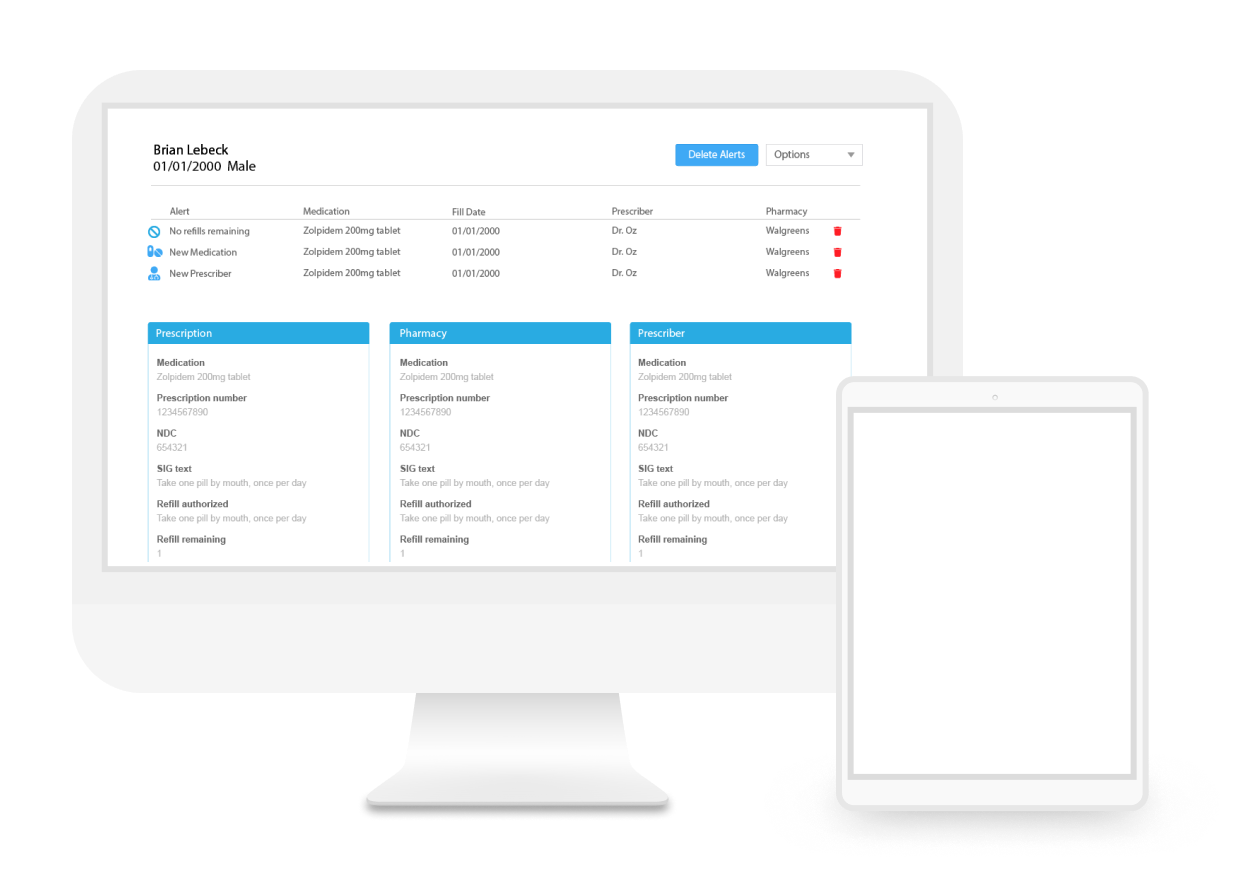 Brian Lebeck
01/01/2000 Male
Delete Alerts Options
Alert Medication Fill Date Prescriber Pharmacy
No refills remaining Zolpidem 200mg tablet 01/01/2000 Dr. Oz Walgreens
New Medication Zolpidem 200mg tablet 01/01/2000 Dr. Oz Walgreens
New Prescriber Zolpidem 200mg tablet 01/01/2000 Dr. Oz Walgreens
Prescription
Medication
Zolpidem 200mg tablet
Prescription number
1234567890
NDC
654321
SIG text
Take one pill by mouth, once per day
Refill authorized
Take one pill by mouth, once per day
Refill remaining
1
Pharmacy
Medication
Zolpidem 200mg tablet
Prescription number
1234567890
NDC
654321
SIG text
Take one pill by mouth, once per day
Refill authorized
Take one pill by mouth, once per day
Refill remaining
1
Prescriber
Medication
Zolpidem 200mg tablet
Prescription number
1234567890
NDC
654321
SIG text
Take one pill by mouth, once per day
Refill authorized
Take one pill by mouth, once per day
Refill remaining
1